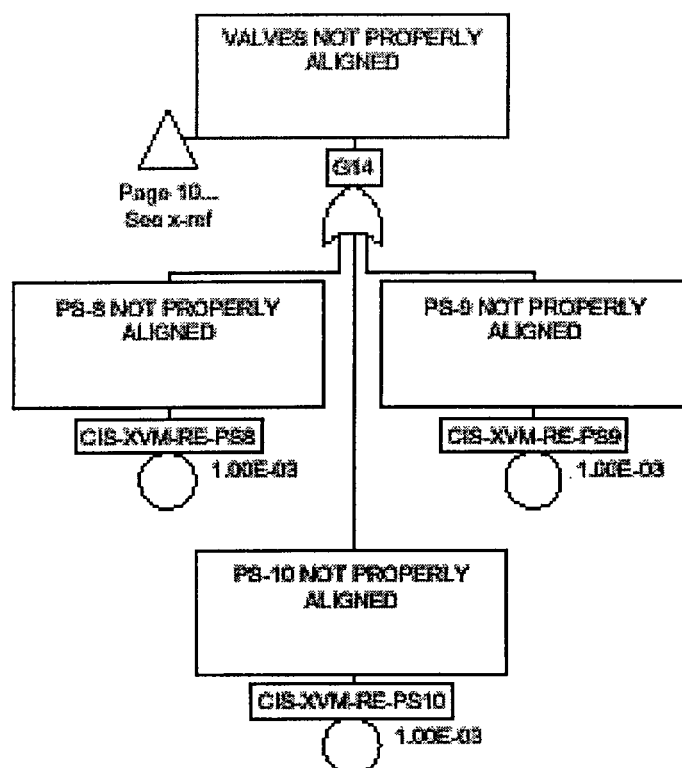 VALVES NOT PROPERLY
ALIGNED
G14
Page 10...
See x-ref
PS-8 NOT PROPERLY
ALIGNED
PS-9 NOT PROPERLY
ALIGNED
CIS-XVM-RE-PS8
1.00E-03
CIS-XVM-RE-PS9
1.00E-03
PS-10 NOT PROPERLY
ALIGNED
CIS-XVM-RE-PS10
1.00E-03